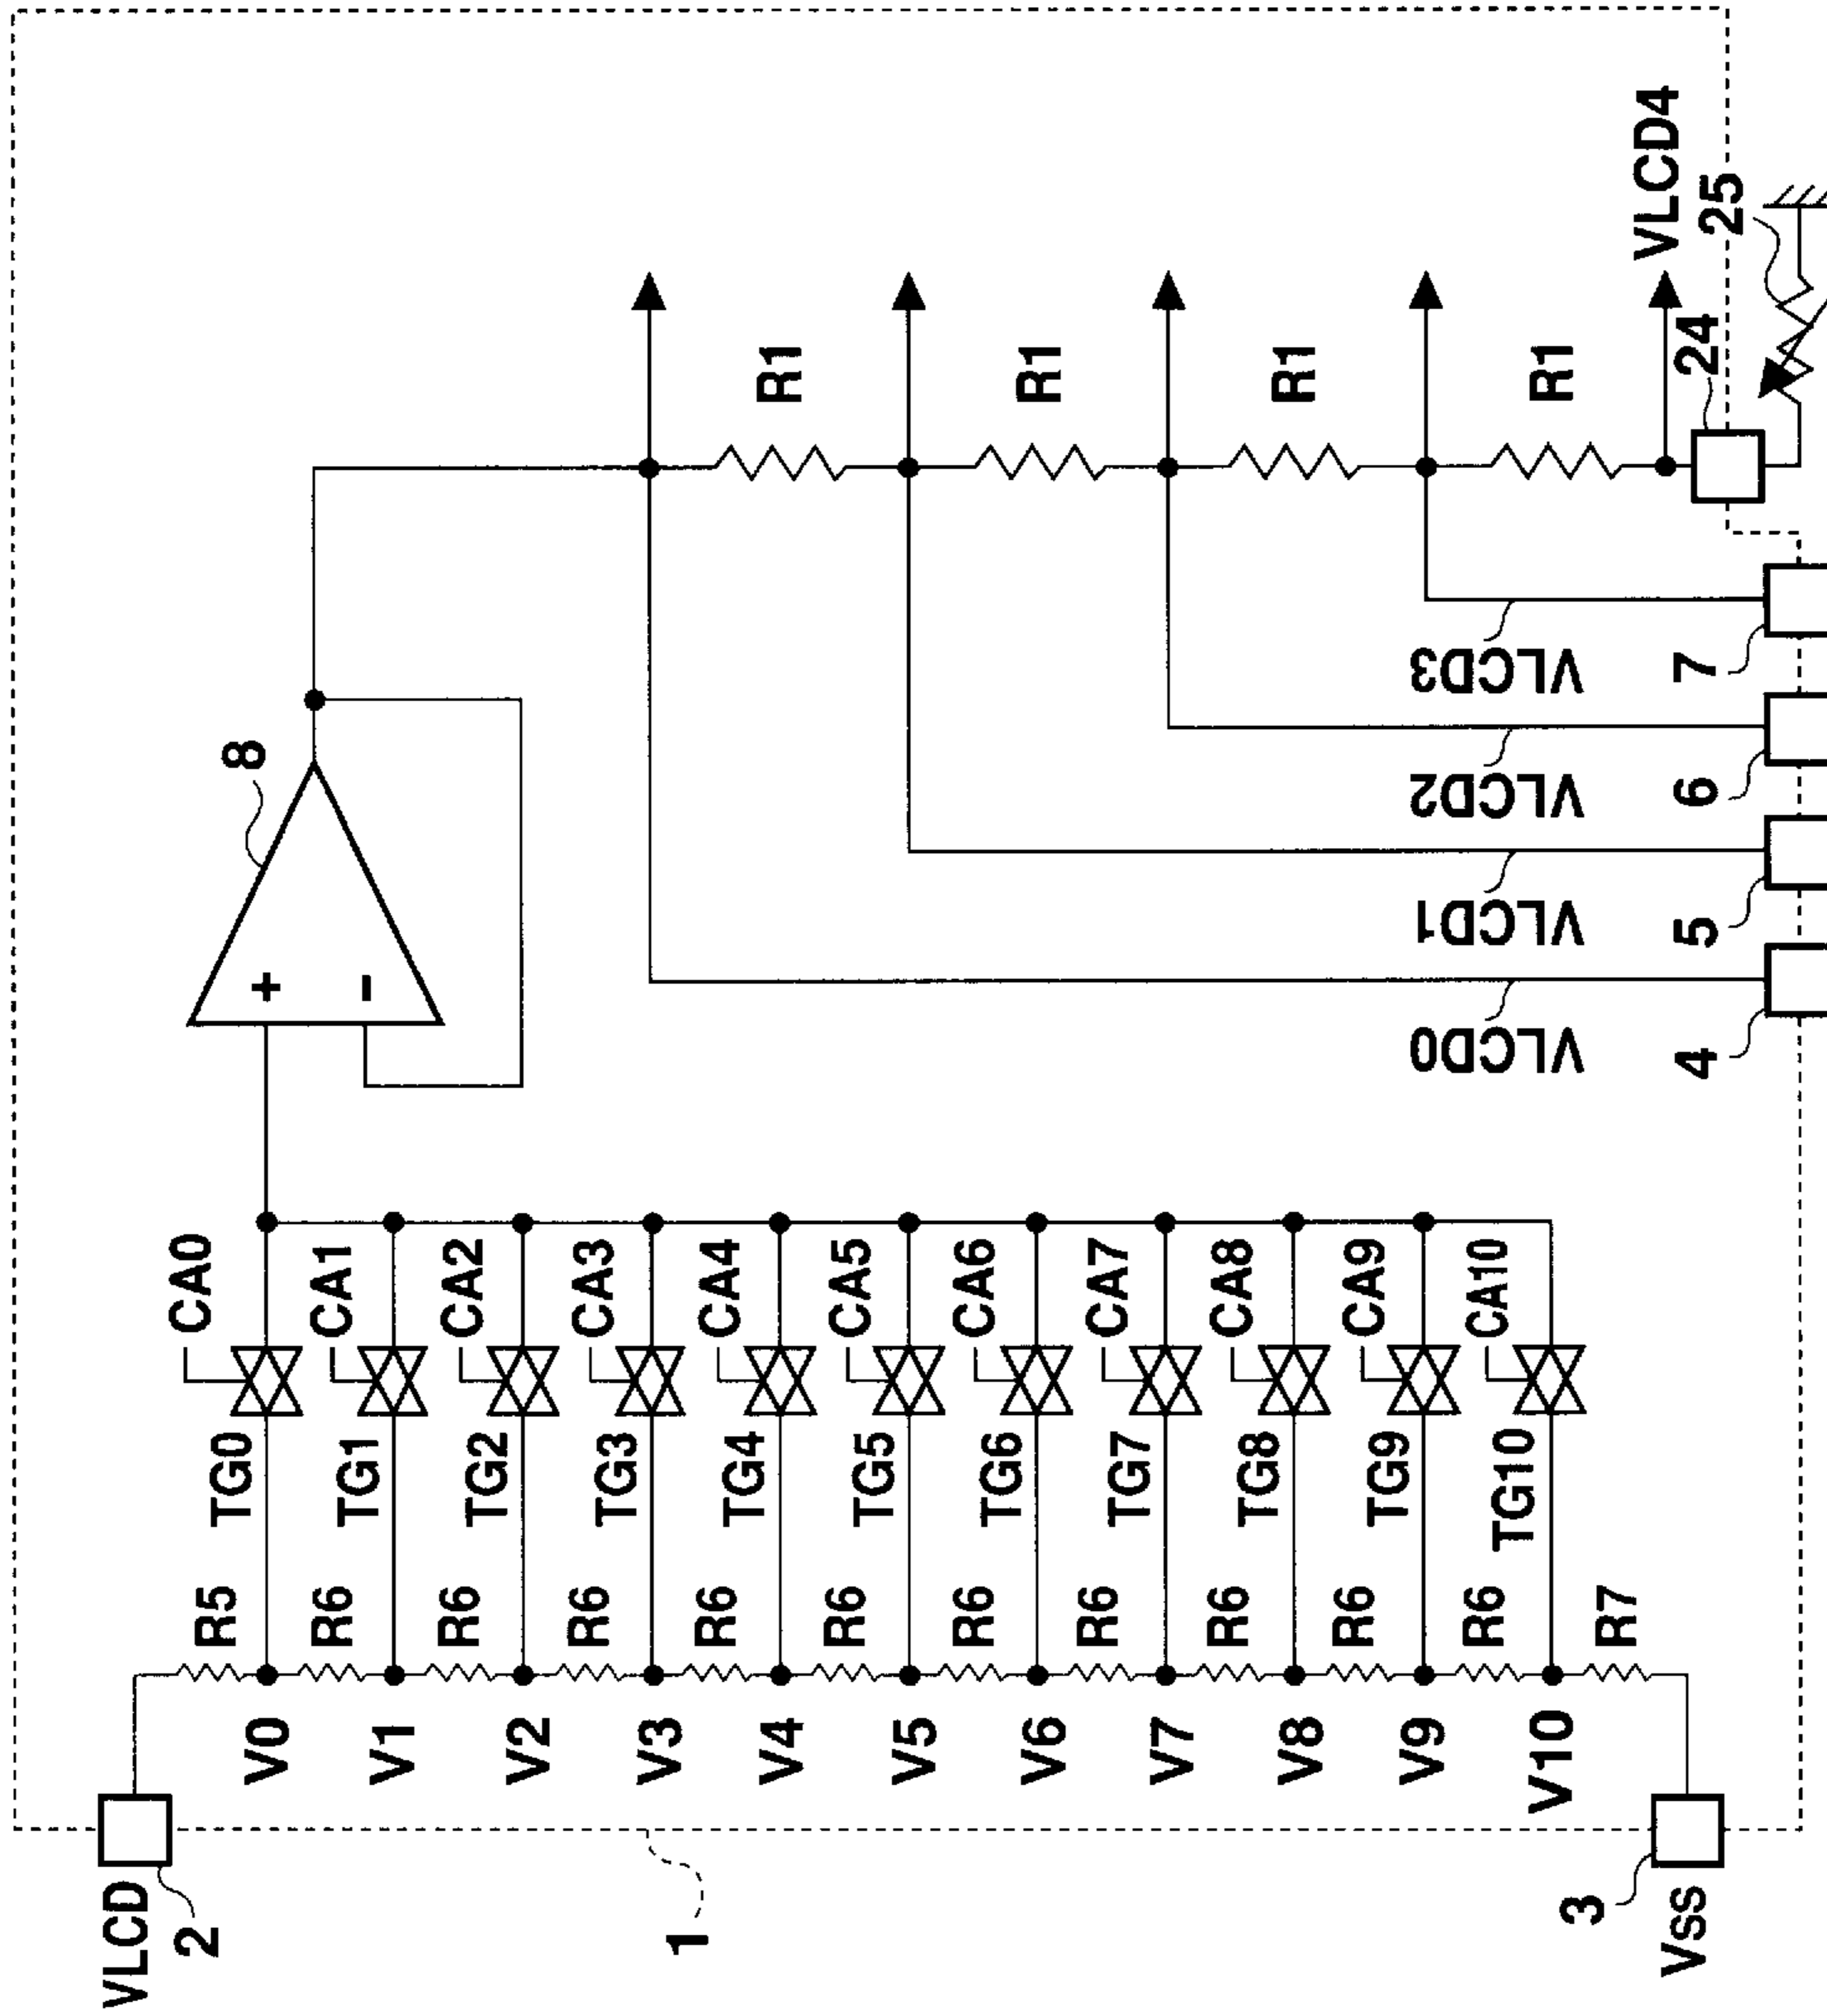 VLCD
2
1
3
VSS
V0
V1
V2
V3
V4
V5
V6
V7
V8
V9
V10
R5
R6
R6
R6
R6
R6
R6
R6
R6
R6
R6
R7
TG0
TG1
TG2
TG3
TG4
TG5
TG6
TG7
TG8
TG9
TG10
CA0
CA1
CA2
CA3
CA4
CA5
CA6
CA7
CA8
CA9
CA10
+
−
8
VLCD0
VLCD1
VLCD2
VLCD3
4
5
6
7
R1
R1
R1
R1
VLCD4
24
25